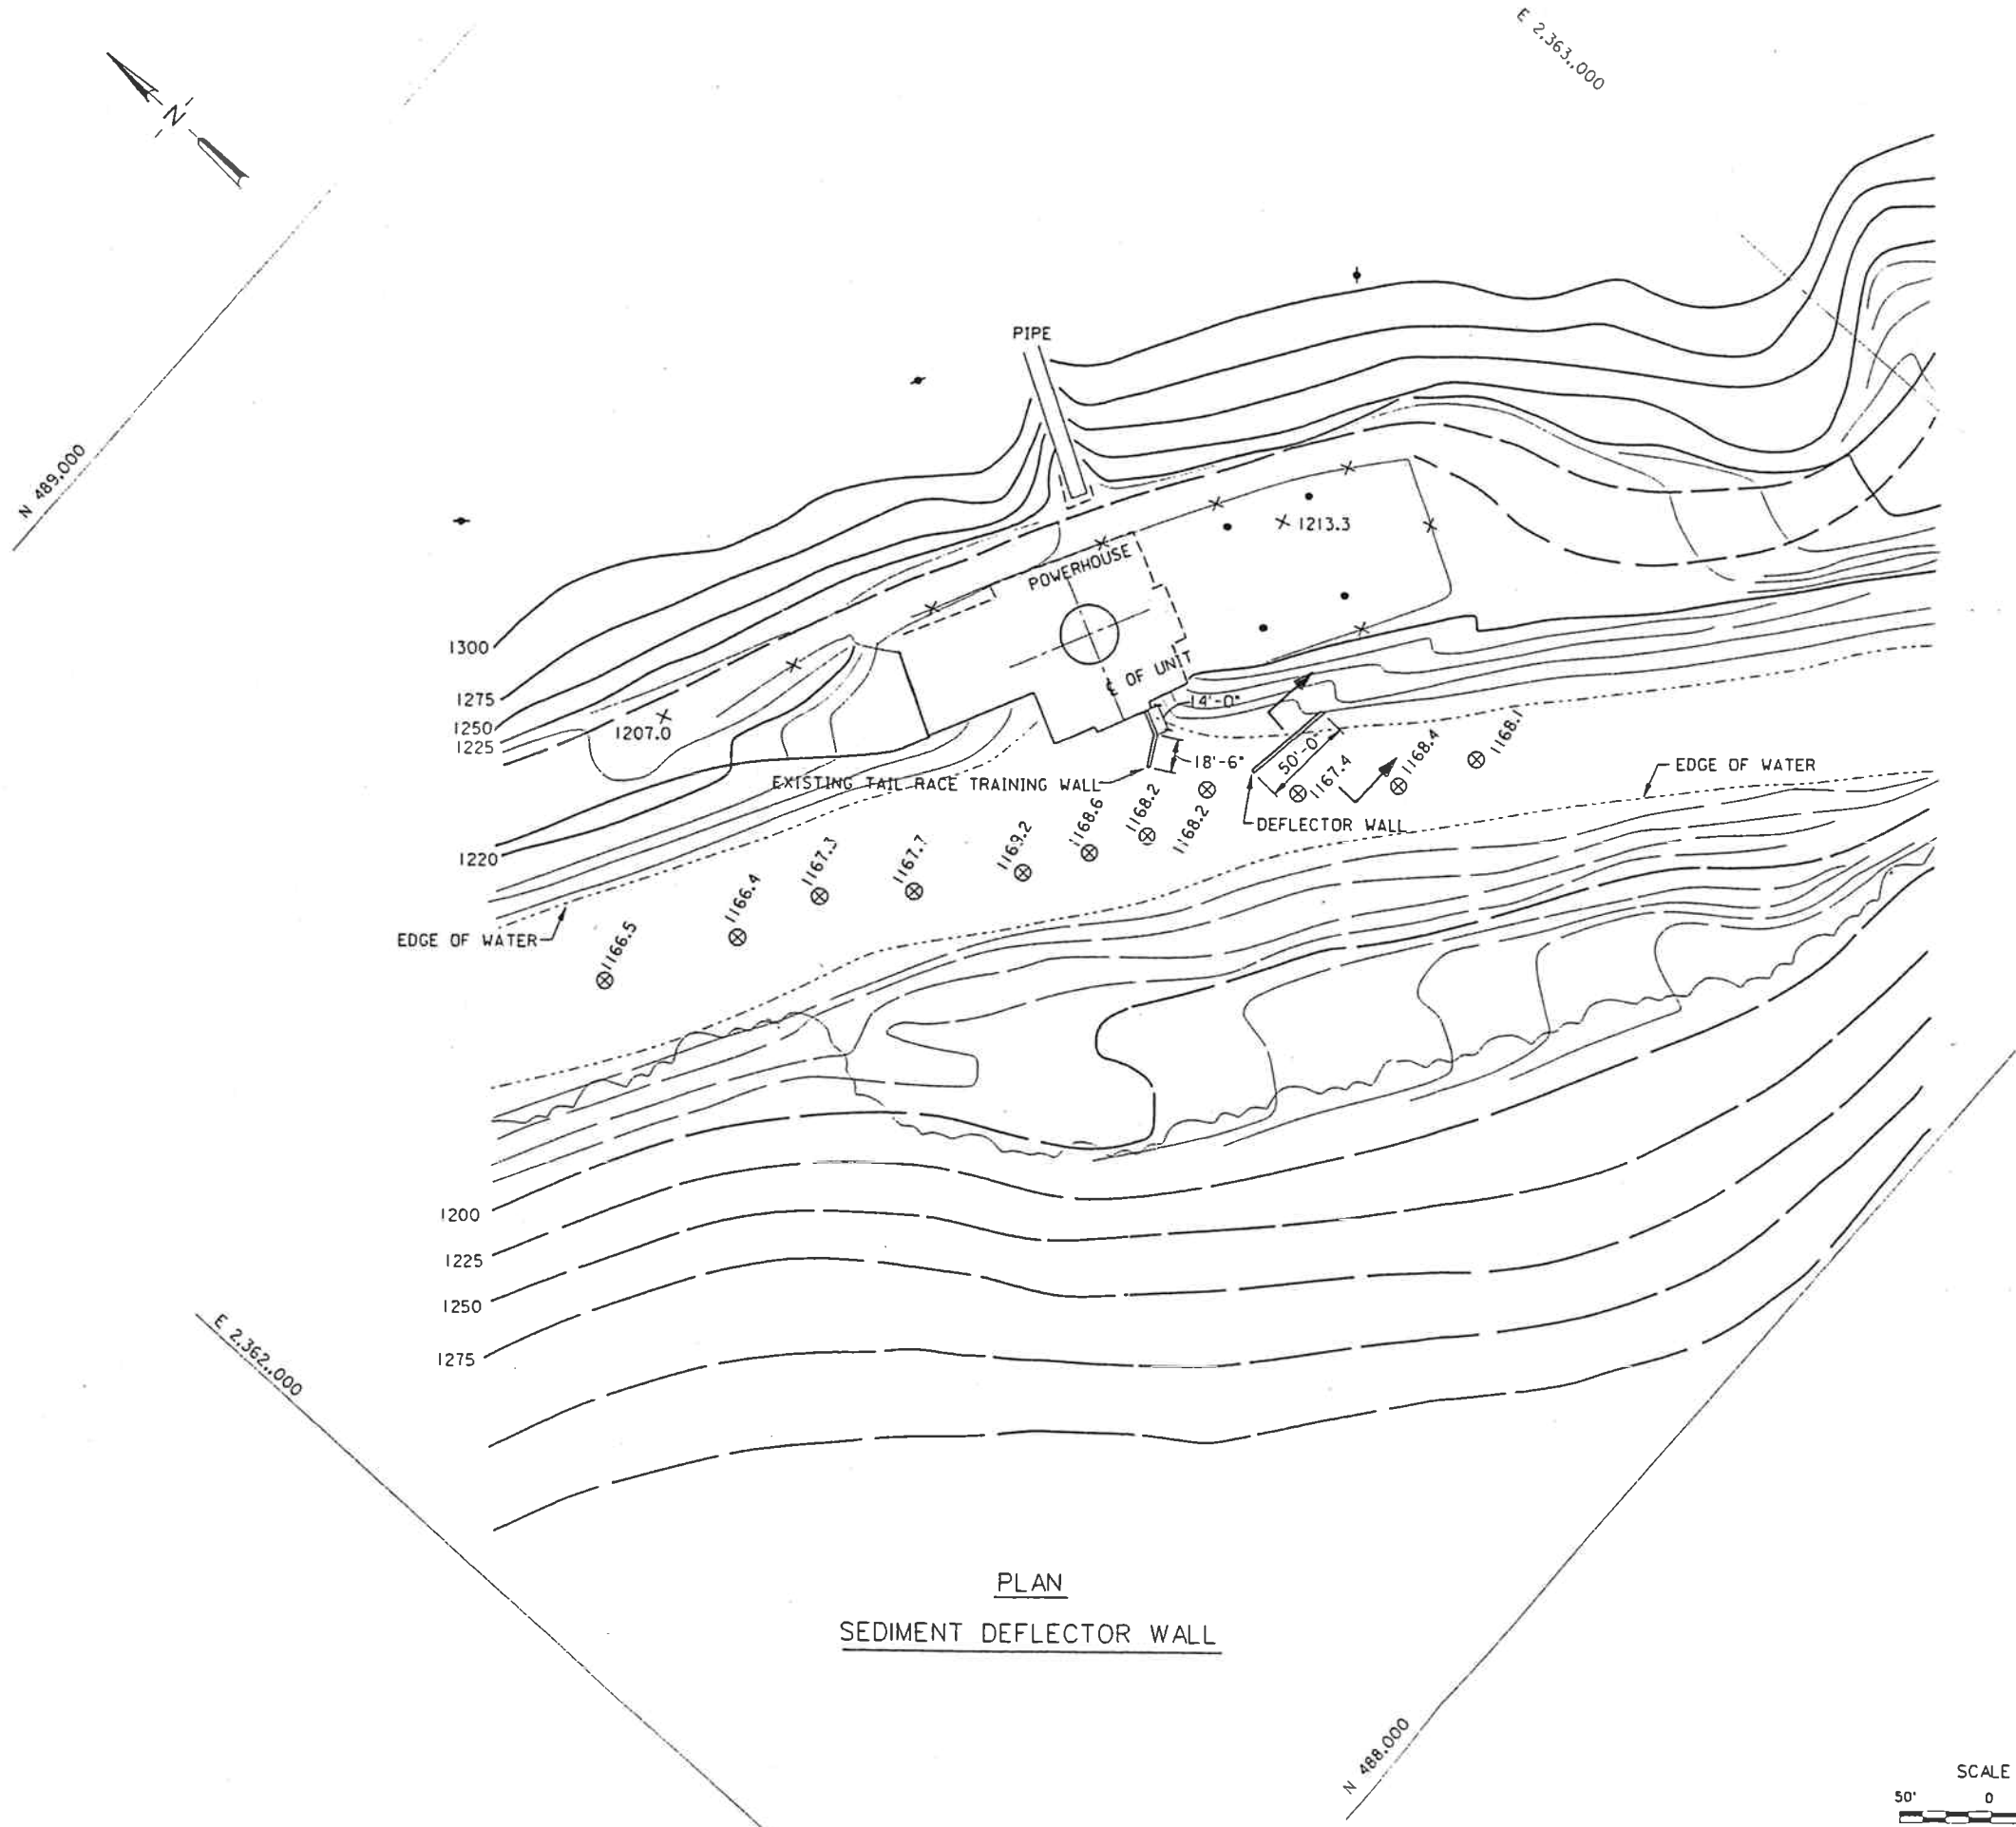 E 2,363,,000
N
N 489,000
PIPE
1213.3
POWERHOUSE
℄ OF UNIT
1300
1275
1250
1225
1207.0
14'-0"
18'-6"
50'-0"
1167.4
1168.4
1168.1
EXISTING TAIL RACE TRAINING WALL
EDGE OF WATER
DEFLECTOR WALL
1168.2
1168.2
1168.6
1169.2
1167.7
1167.3
1166.4
1166.5
1220
EDGE OF WATER
1200
1225
1250
1275
E 2,362,,000
PLAN
SEDIMENT DEFLECTOR WALL
N 488,000
SCALE
50'
0